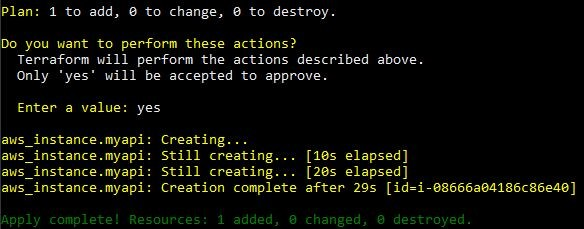 Plan: 1 to add, 0 to change, 0 to destroy.
Do you want to perform these actions?
Terraform will perform the actions described above.
Only 'yes' will be accepted to approve.
Enter a value: yes
aws_instance.myapi: Creating...
aws_instance.myapi: Still creating... [10s elapsed]
aws_instance.myapi: Still creating... [20s elapsed]
aws_instance.myapi: Creation complete after 29s [id=i-08666a04186c86e40]
Apply complete! Resources: 1 added, 0 changed, 0 destroyed.